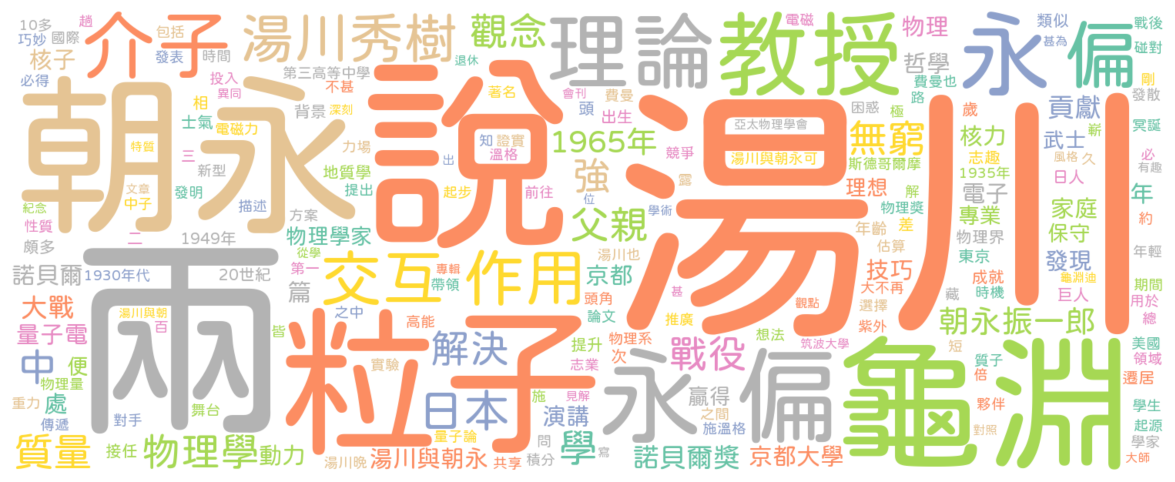 10多
國際
趙
巧妙
核子
必得
介子
包括
發表
時間
湯川秀樹
第三高等中學
投入
異同
不甚
觀念
退休
理論
教授
電磁
物理
費曼也
哲學
路
永
偏
類似
甚為
戰後
碰對
剛
發散
貢獻
冥誕
嶄
士氣
相
電磁力
背景
深刻
著名
會刊
頭
費曼
出生
困惑
極
歲
亞太物理學會
朝永
說
湯川
特質
三
新型
力場
知
證實
溫格
1965年
競爭
湯川與朝永可
無窮
斯德哥爾摩
核力
志趣
1935年
武士
風格
久
日人
必
有趣
地質學
提出
發明
文章
中子
描述
出
起步
強
前往
鷺
理想
解
電子
年
家庭
位
學術
父親
物理獎
差
專業
保守
約
紀念
性質
二
方案
物理學家
1949年
從學
年齡
估算
物理界
東京
發現
年輕
頗多
兩
交互
作用
湯川也
京都
技巧
大不再
成就
時機
龜淵迪
期間
用於
總
諾貝爾
1930年代
20世紀
第一
篇
專輯
帶領
頭角
甚
觀點
選擇
藏
巨人
大戰
湯川與朝
百
皆
之中
論文
推廣
紫外
朝永振一郎
量子電
粒子
高能
物理系
次
提升
志業
想法
筑波大學
短
美國
領域
中
便
實驗
解決
戰役
永
偏
龜淵
質子
倍
遷居
物理量
重力
處
舞台
日本
施
見解
演講
贏得
之間
施溫格
夥伴
學生
起源
傳遞
對手
質量
接任
物理學
動力
量子論
湯川晚
湯川與朝永
共享
問
積分
學
寫
諾貝爾獎
京都大學
對照
學家
大師